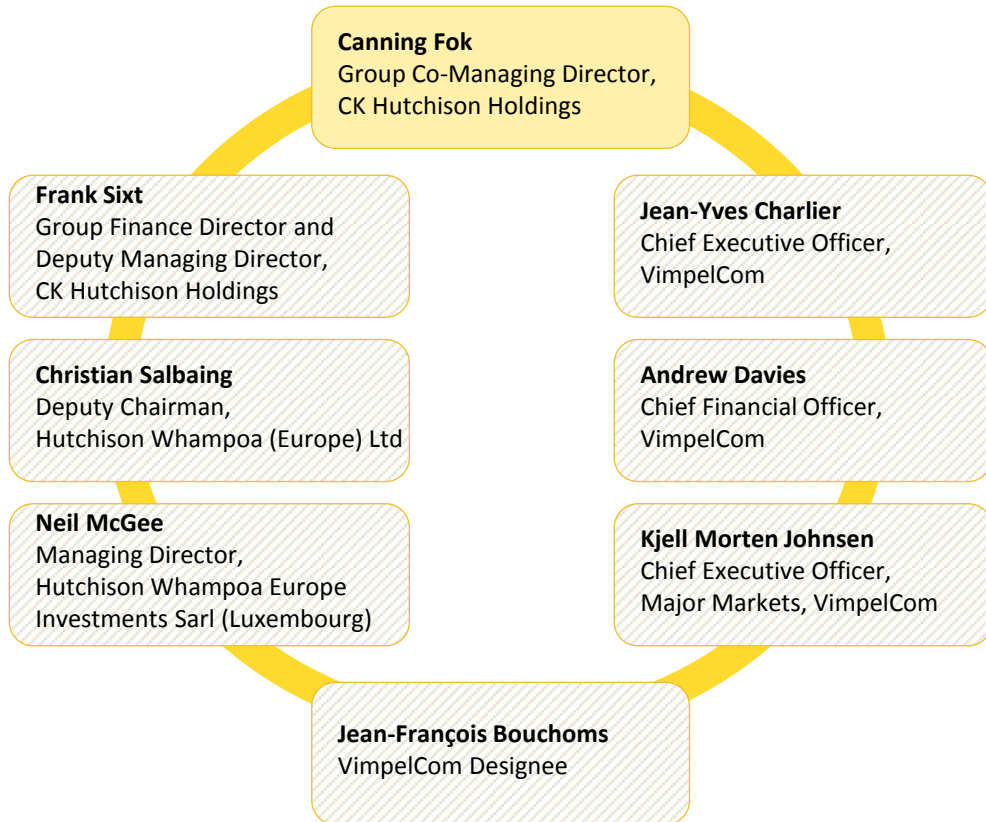 Canning Fok
Group Co-Managing Director,
CK Hutchison Holdings
Frank Sixt
Group Finance Director and
Deputy Managing Director,
CK Hutchison Holdings
Jean-Yves Charlier
Chief Executive Officer,
VimpelCom
Christian Salbaing
Deputy Chairman,
Hutchison Whampoa (Europe) Ltd
Andrew Davies
Chief Financial Officer,
VimpelCom
Neil McGee
Managing Director,
Hutchison Whampoa Europe
Investments Sarl (Luxembourg)
Kjell Morten Johnsen
Chief Executive Officer,
Major Markets, VimpelCom
Jean-François Bouchoms
VimpelCom Designee